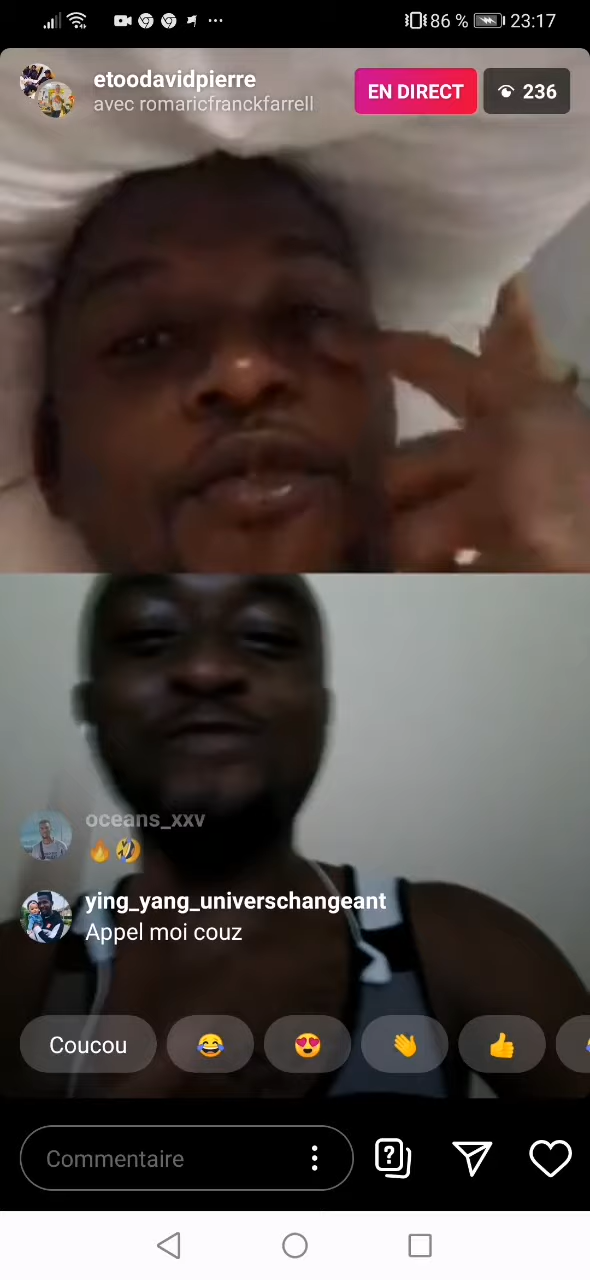 86 % 23:17
etoodavidpierre
avec romaricfranckfarrell
EN DIRECT
236
oceans_xxv
🔥🤣
ying_yang_universchangeant
Appel moi couz
Coucou 😂 😍 👋 👍
Commentaire